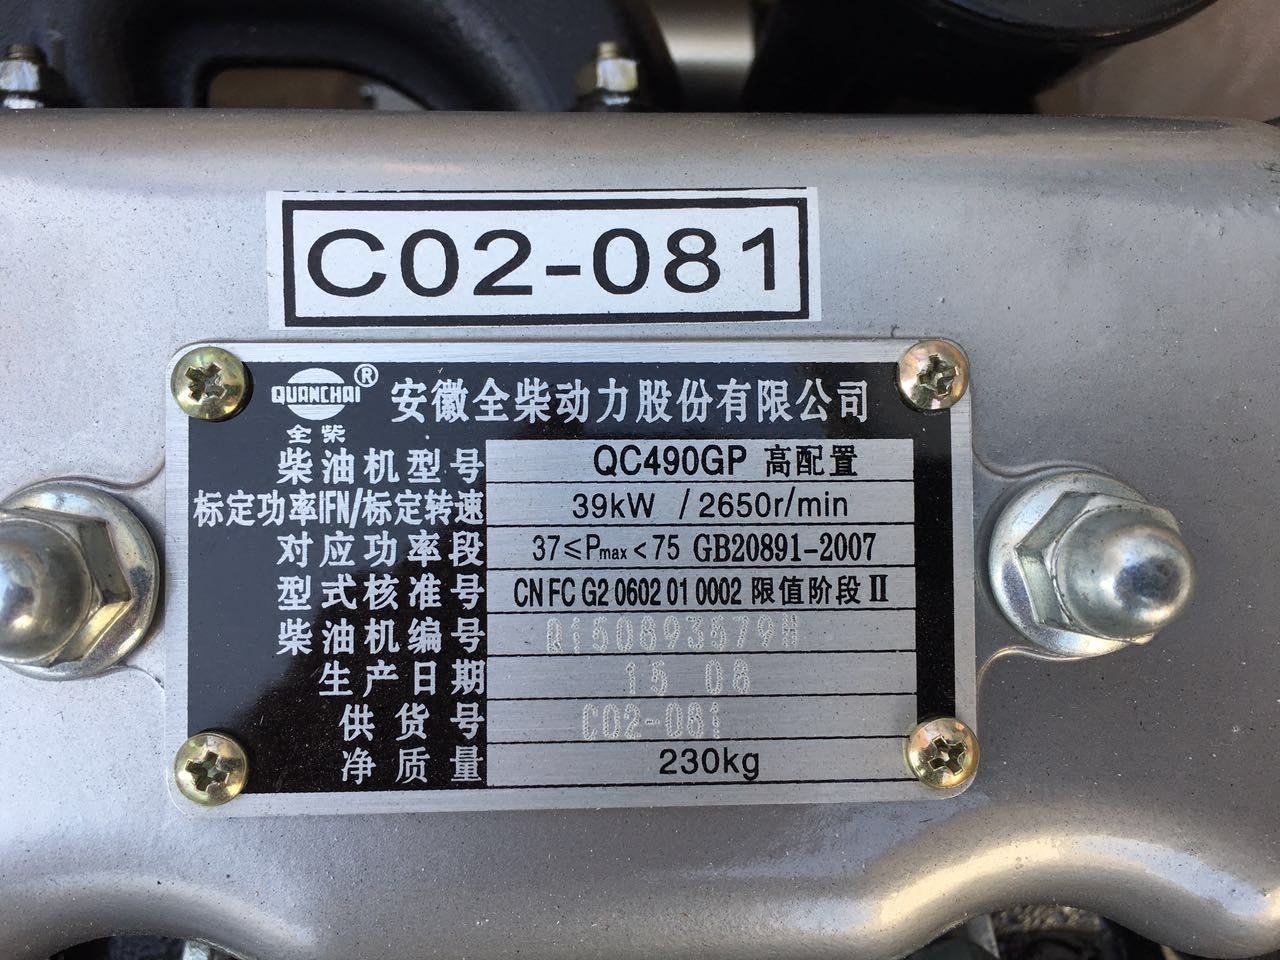 C02-081
QUANCHAI® 安徽全柴动力股份有限公司
全柴
柴油机型号 QC490GP 高配置
标定功率IFN/标定转速 39kW / 2650r/min
对应功率段 37≤Pmax<75 GB20891-2007
型式核准号 CN FC G2 0602 01 0002 限值阶段 II
柴油机编号 Q150893679H
生产日期 15 08
供货号 C02-081
净质量 230kg